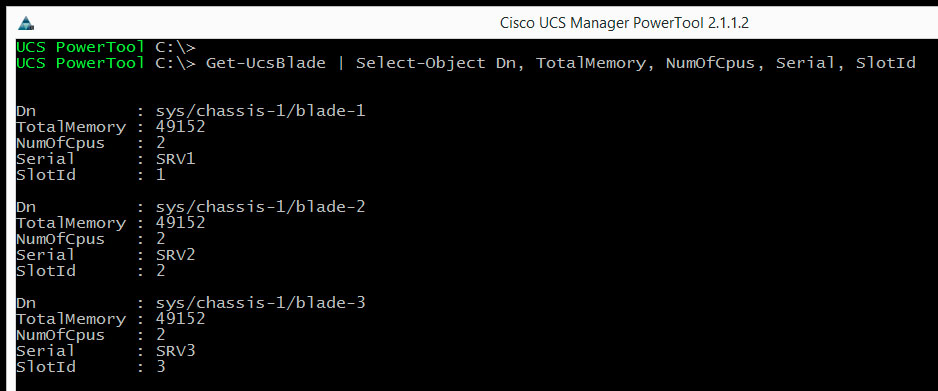 Cisco UCS Manager PowerTool 2.1.1.2
UCS PowerTool C:\>
UCS PowerTool C:\> Get-UcsBlade | Select-Object Dn, TotalMemory, NumOfCpus, Serial, SlotId
Dn : sys/chassis-1/blade-1
TotalMemory : 49152
NumOfCpus : 2
Serial : SRV1
SlotId : 1
Dn : sys/chassis-1/blade-2
TotalMemory : 49152
NumOfCpus : 2
Serial : SRV2
SlotId : 2
Dn : sys/chassis-1/blade-3
TotalMemory : 49152
NumOfCpus : 2
Serial : SRV3
SlotId : 3